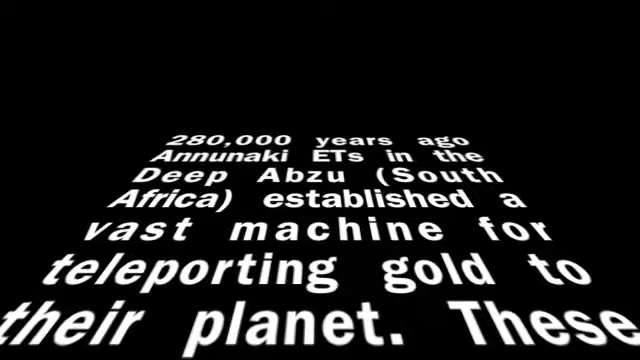 280,000 years ago
Annunaki ETs in the
Deep Abzu (South
Africa) established a
vast machine for
teleporting gold to
their planet. These